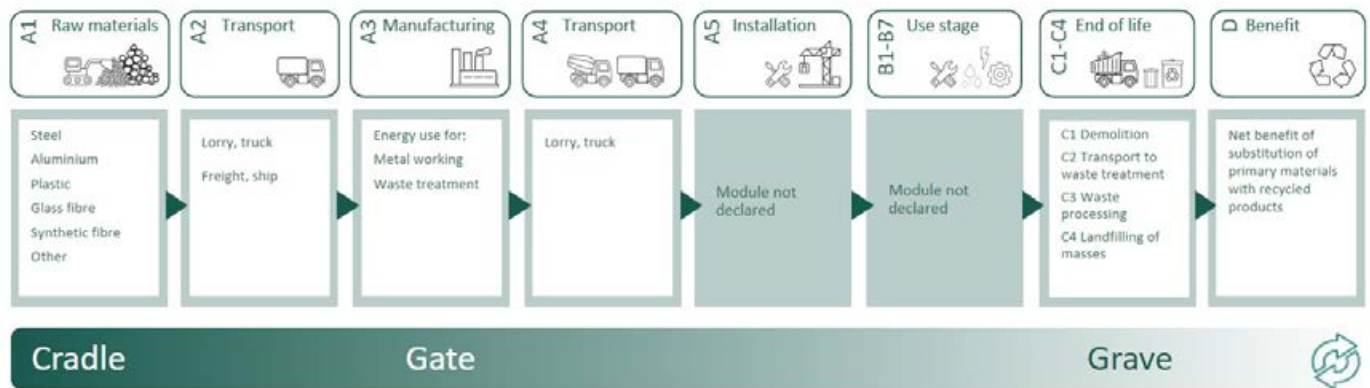 A1 Raw materials
A2 Transport
A3 Manufacturing
A4 Transport
A5 Installation
B1-B7 Use stage
C1-C4 End of life
D Benefit
Steel
Aluminium
Plastic
Glass fibre
Synthetic fibre
Other
Lorry, truck
Freight, ship
Energy use for:
Metal working
Waste treatment
Lorry, truck
Module not
declared
Module not
declared
C1 Demolition
C2 Transport to
waste treatment
C3 Waste
processing
C4 Landfilling of
masses
Net benefit of
substitution of
primary materials
with recycled
products
Cradle
Gate
Grave